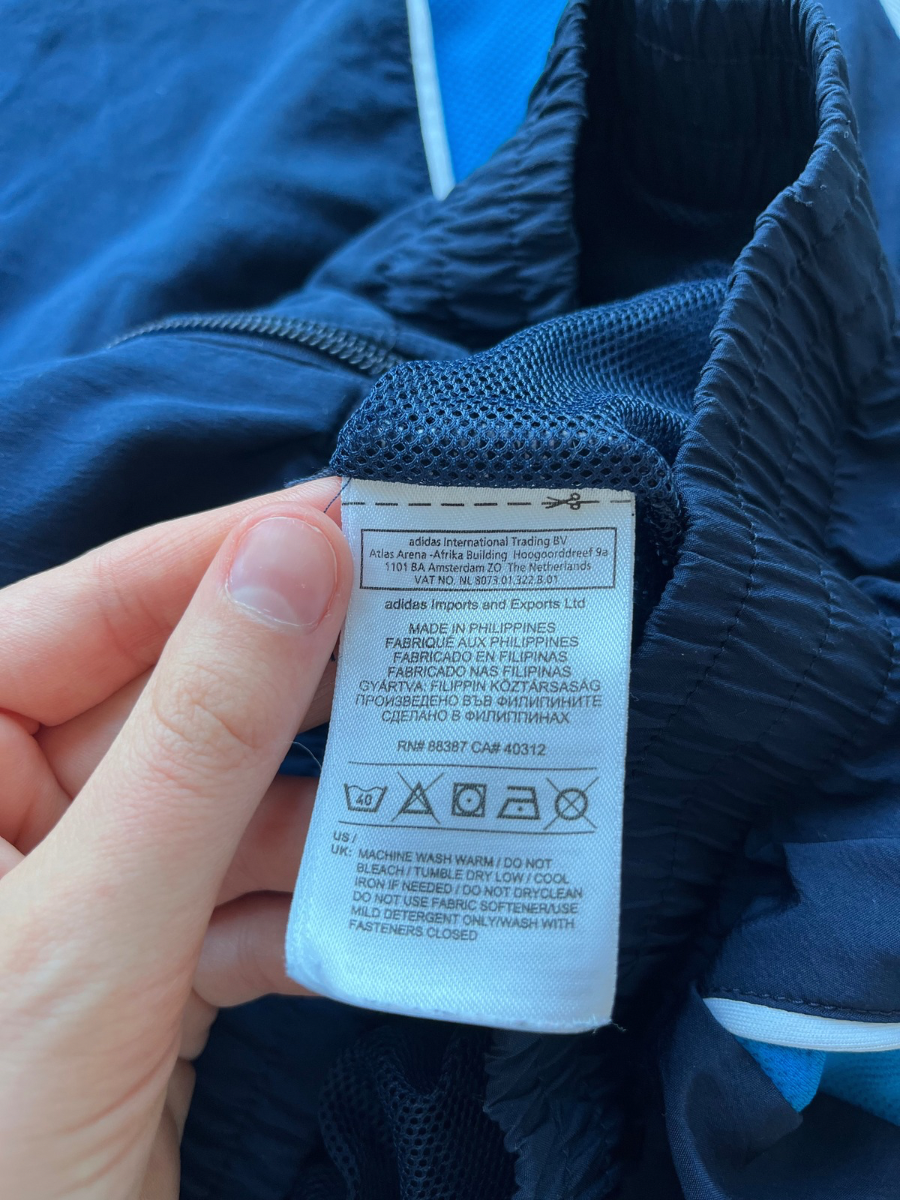 adidas International Trading BV
Atlas Arena -Afrika Building Hoogoorddreef 9a
1101 BA Amsterdam ZO The Netherlands
VAT NO. NL 8073.01.322.B.01
adidas Imports and Exports Ltd
MADE IN PHILIPPINES
FABRIQUÉ AUX PHILIPPINES
FABRICADO EN FILIPINAS
FABRICADO NAS FILIPINAS
GYÁRTVA: FILIPPIN KÖZTÁRSASÁG
ПРОИЗВЕДЕНО ВЪВ ФИЛИПИНИТЕ
СДЕЛАНО В ФИЛИППИНАХ
RN# 88387 CA# 40312
40
US /
UK: MACHINE WASH WARM / DO NOT
BLEACH / TUMBLE DRY LOW / COOL
IRON IF NEEDED / DO NOT DRYCLEAN
DO NOT USE FABRIC SOFTENER/USE
MILD DETERGENT ONLY/WASH WITH
FASTENERS CLOSED